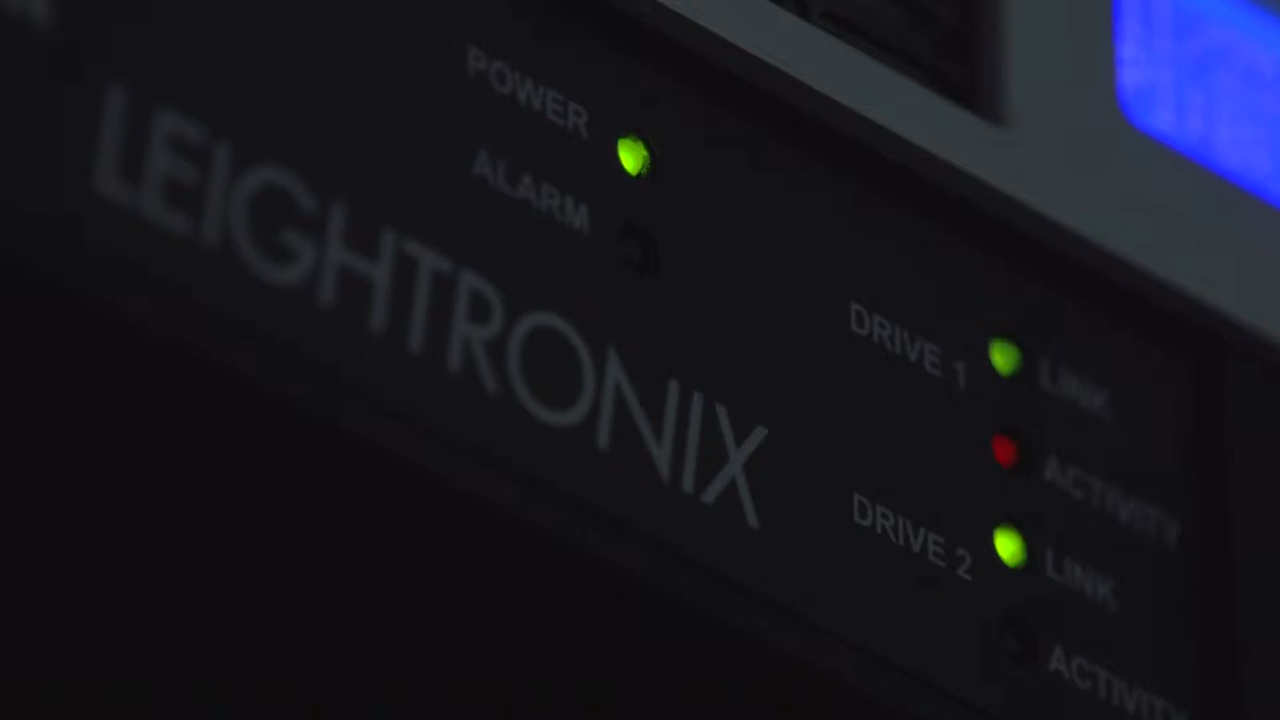 POWER
ALARM
LEIGHTRONIX
DRIVE 1 LINK
ACTIVITY
DRIVE 2 LINK
ACTIVITY